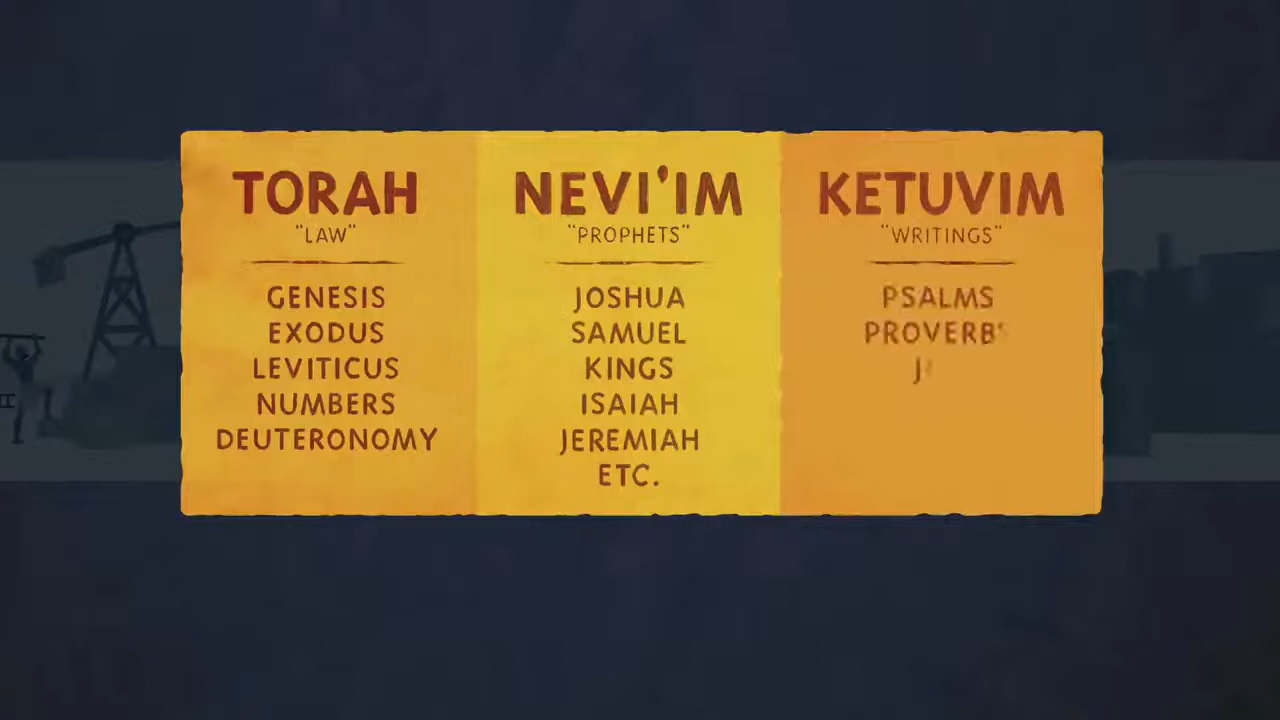 TORAH
"LAW"
GENESIS
EXODUS
LEVITICUS
NUMBERS
DEUTERONOMY
NEVI'IM
"PROPHETS"
JOSHUA
SAMUEL
KINGS
ISAIAH
JEREMIAH
ETC.
KETUVIM
"WRITINGS"
PSALMS